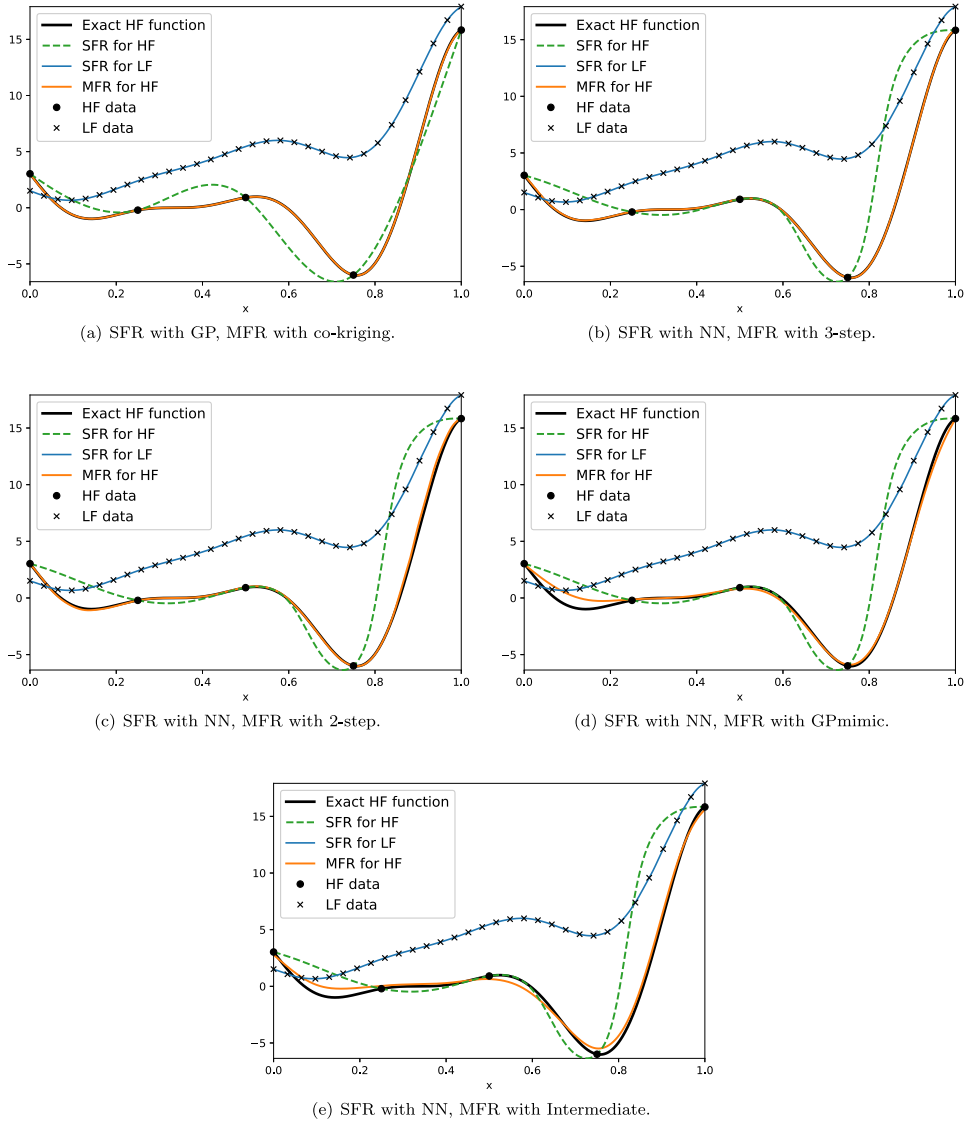 Exact HF function
SFR for HF
SFR for LF
MFR for HF
HF data
LF data
15
10
5
0
−5
0.0 0.2 0.4 0.6 0.8 1.0
x
(a) SFR with GP, MFR with co-kriging.
Exact HF function
SFR for HF
SFR for LF
MFR for HF
HF data
LF data
15
10
5
0
−5
0.0 0.2 0.4 0.6 0.8 1.0
x
(b) SFR with NN, MFR with 3-step.
Exact HF function
SFR for HF
SFR for LF
MFR for HF
HF data
LF data
15
10
5
0
−5
0.0 0.2 0.4 0.6 0.8 1.0
x
(c) SFR with NN, MFR with 2-step.
Exact HF function
SFR for HF
SFR for LF
MFR for HF
HF data
LF data
15
10
5
0
−5
0.0 0.2 0.4 0.6 0.8 1.0
x
(d) SFR with NN, MFR with GPmimic.
Exact HF function
SFR for HF
SFR for LF
MFR for HF
HF data
LF data
15
10
5
0
−5
0.0 0.2 0.4 0.6 0.8 1.0
x
(e) SFR with NN, MFR with Intermediate.